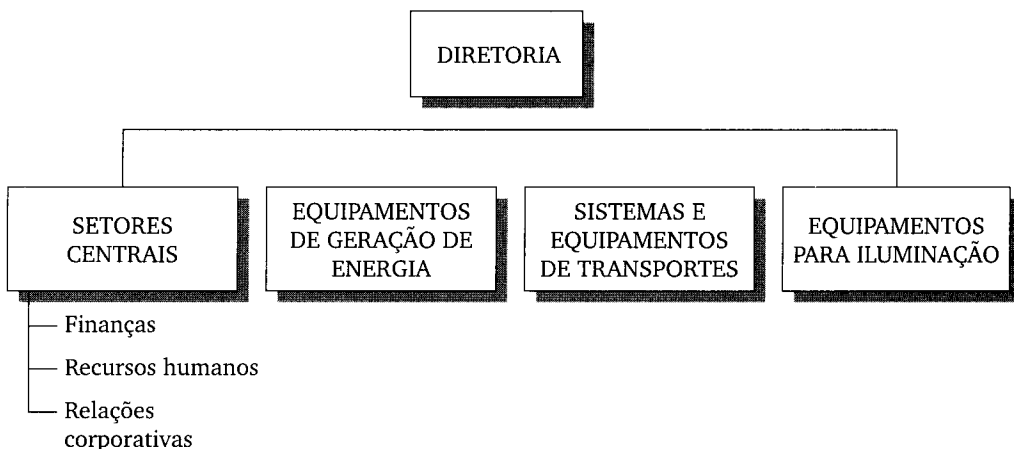 DIRETORIA
SETORES
CENTRAIS
EQUIPAMENTOS
DE GERAÇÃO DE
ENERGIA
SISTEMAS E
EQUIPAMENTOS
DE TRANSPORTES
EQUIPAMENTOS
PARA ILUMINAÇÃO
Finanças
Recursos humanos
Relações
corporativas